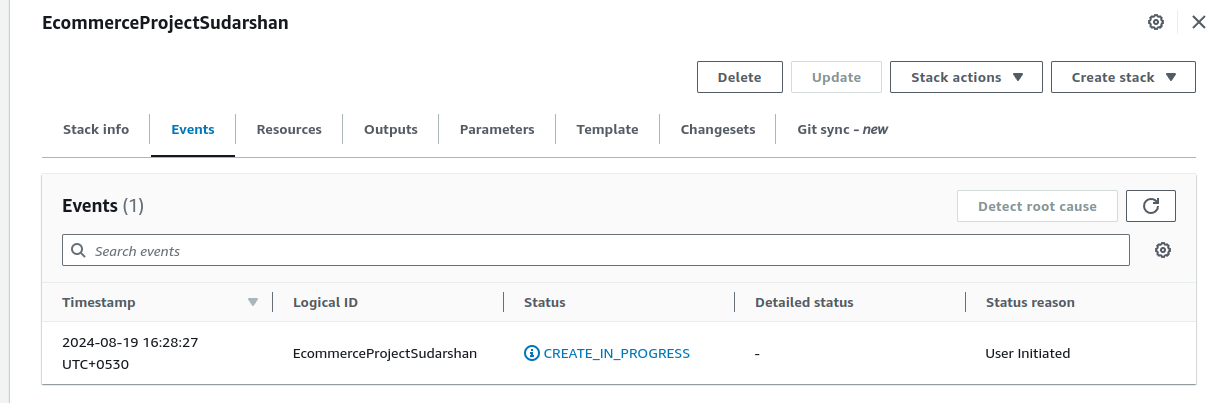 EcommerceProjectSudarshan
Delete
Update
Stack actions
Create stack
Stack info
Events
Resources
Outputs
Parameters
Template
Changesets
Git sync - new
Events (1)
Detect root cause
Search events
Timestamp
Logical ID
Status
Detailed status
Status reason
2024-08-19 16:28:27
UTC+0530
EcommerceProjectSudarshan
CREATE_IN_PROGRESS
-
User Initiated